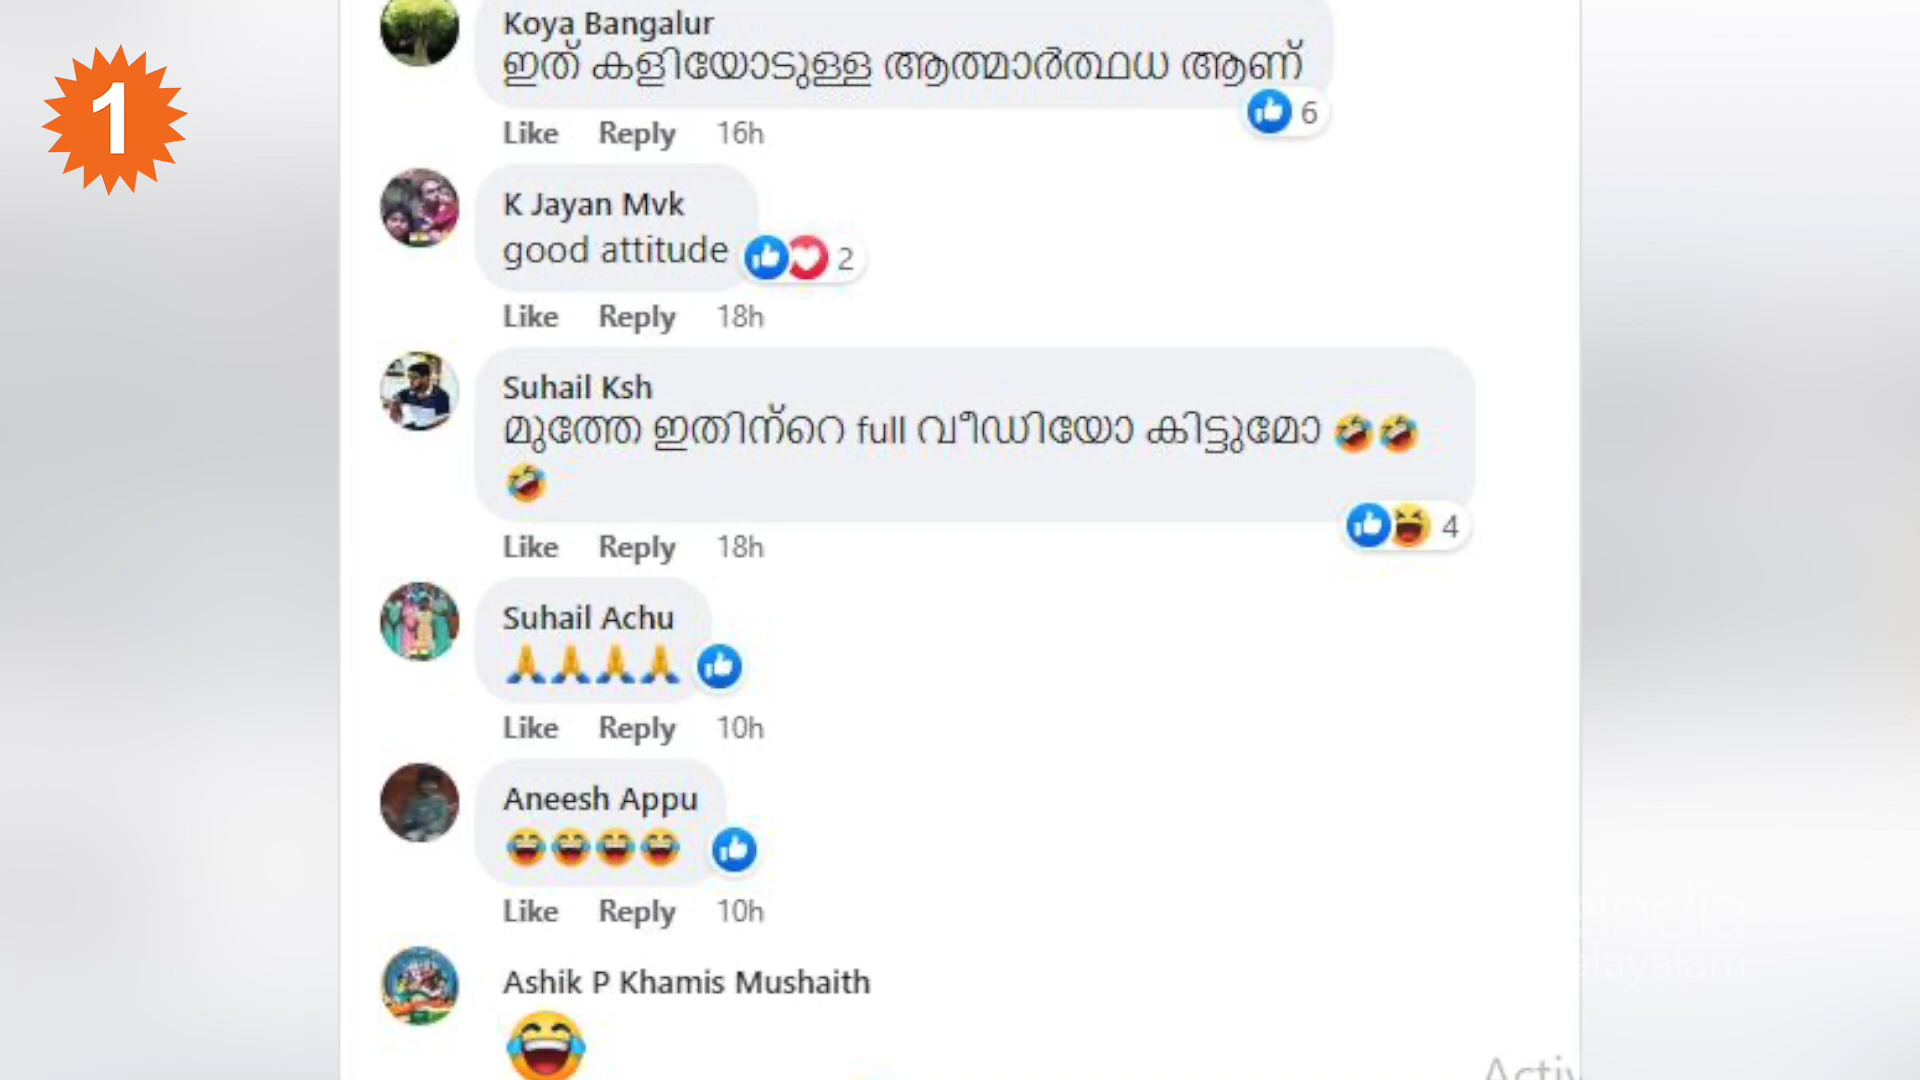 1
Koya Bangalur
ഇത് കളിയോടുള്ള ആത്മാർത്ഥധ ആണ്
6
Like Reply 16h
K Jayan Mvk
good attitude
2
Like Reply 18h
Suhail Ksh
മുത്തേ ഇതിന്റെ full വീഡിയോ കിട്ടുമോ 🤣🤣
🤣
4
Like Reply 18h
Suhail Achu
🙏🙏🙏🙏
Like Reply 10h
Aneesh Appu
😂😂😂😂
Like Reply 10h
Ashik P Khamis Mushaith
😂